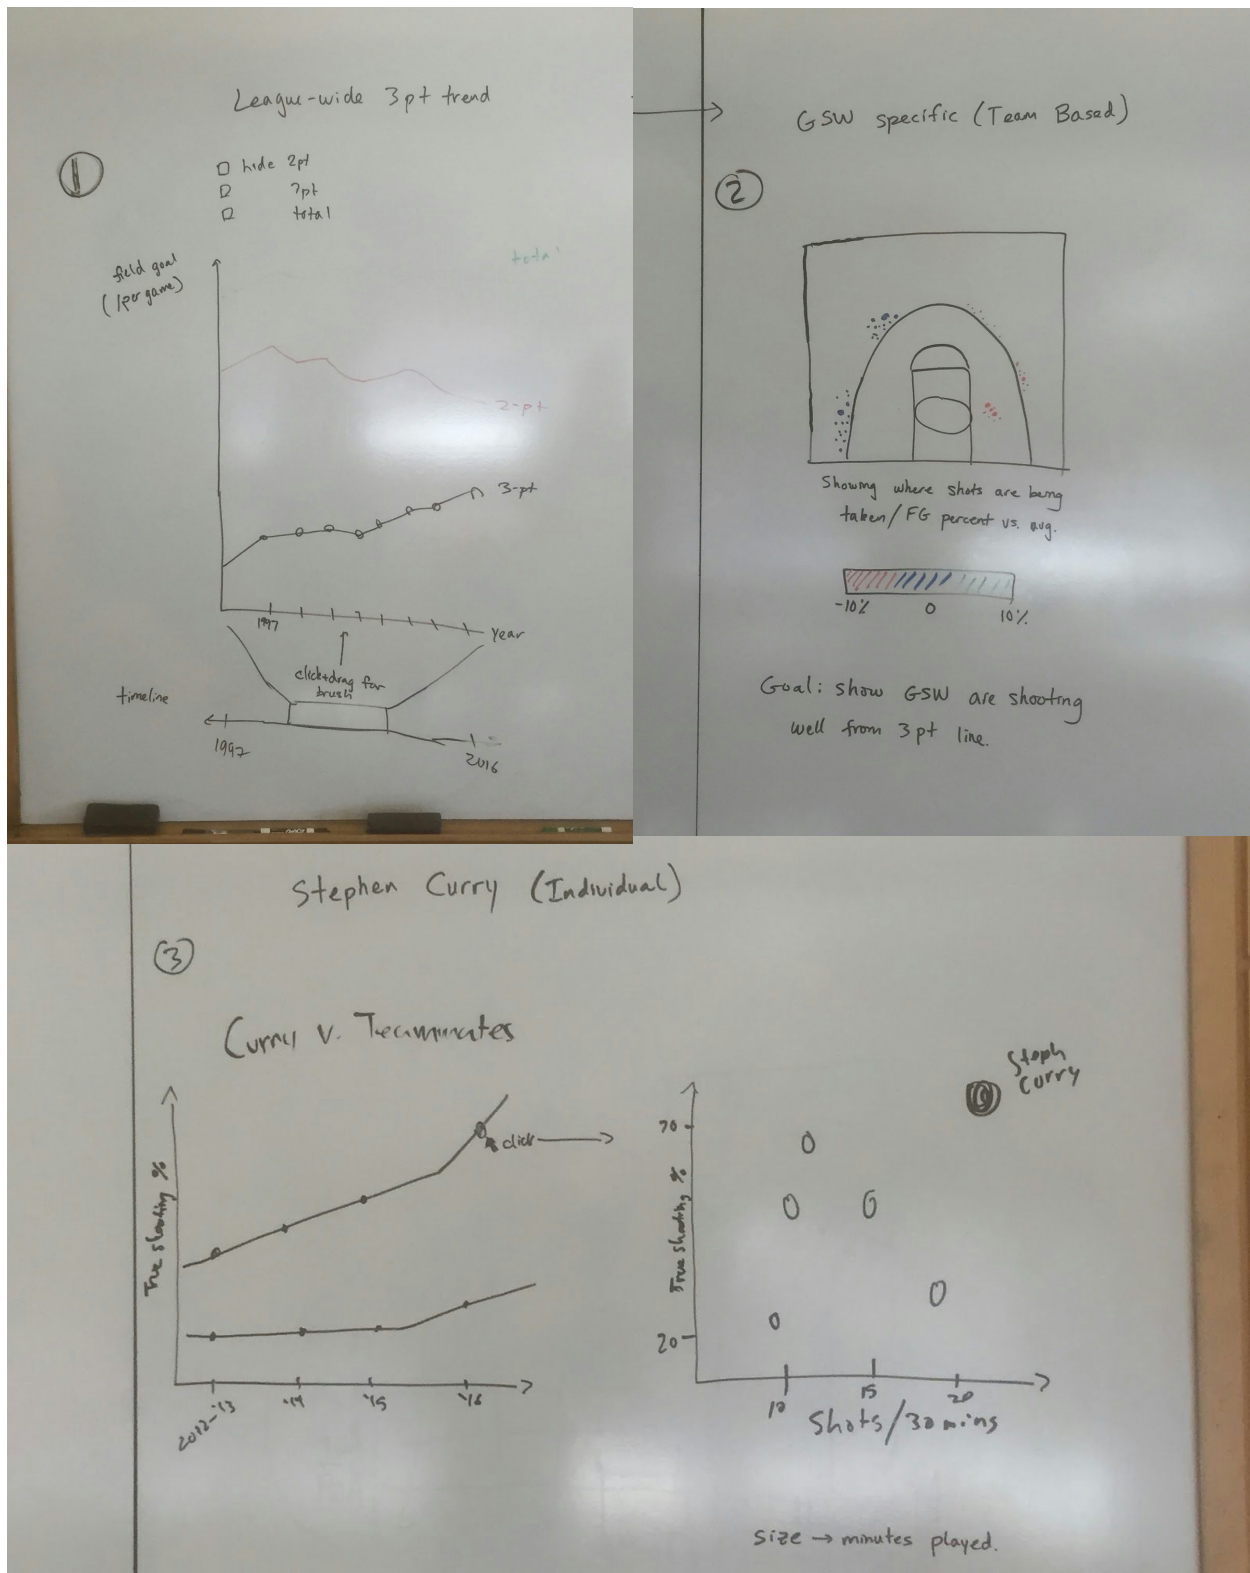 League-wide 3pt trend
1
hide 2pt
3pt
total
field goal
(/per game)
total
2-pt
3-pt
1997
year
click+drag for
brush
timeline
1997
2016
GSW specific (Team Based)
2
Showing where shots are being
taken/FG percent vs. avg.
-10% 0 10%
Goal: show GSW are shooting
well from 3pt line.
Stephen Curry (Individual)
3
Curry v. Teammates
True shooting %
click
2012-'13 '14 '15 '16
Steph
Curry
70
True shooting %
20
10 15 20
Shots/30 mins
size → minutes played.